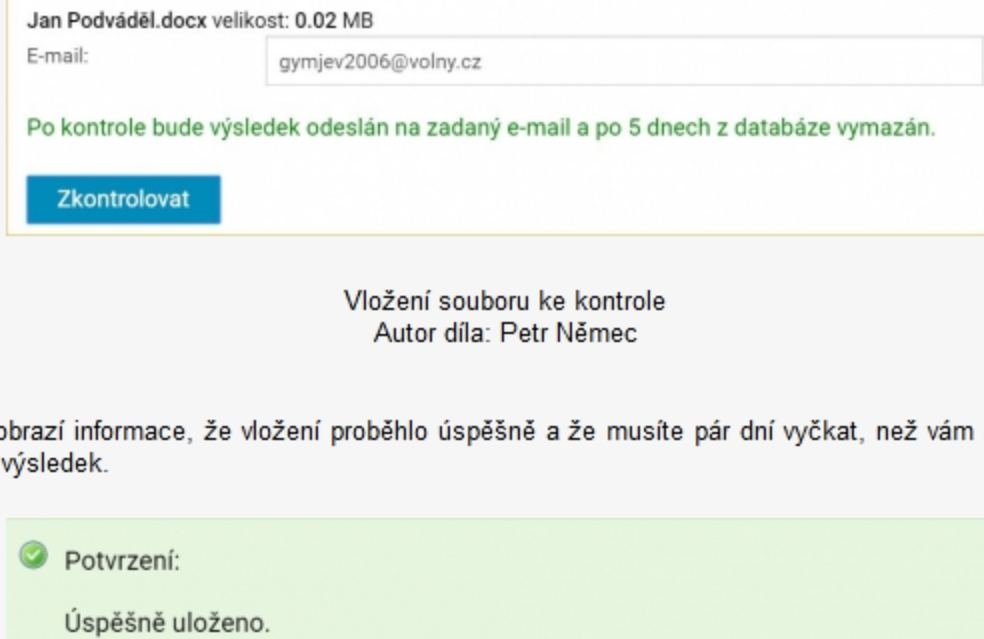 Jan Podváděl.docx velikost: 0.02 MB
E-mail:
gymjev2006@volny.cz
Po kontrole bude výsledek odeslán na zadaný e-mail a po 5 dnech z databáze vymazán.
Zkontrolovat
Vložení souboru ke kontrole
Autor díla: Petr Němec
obrazí informace, že vložení proběhlo úspěšně a že musíte pár dní vyčkat, než vám
výsledek.
Potvrzení:
Úspěšně uloženo.